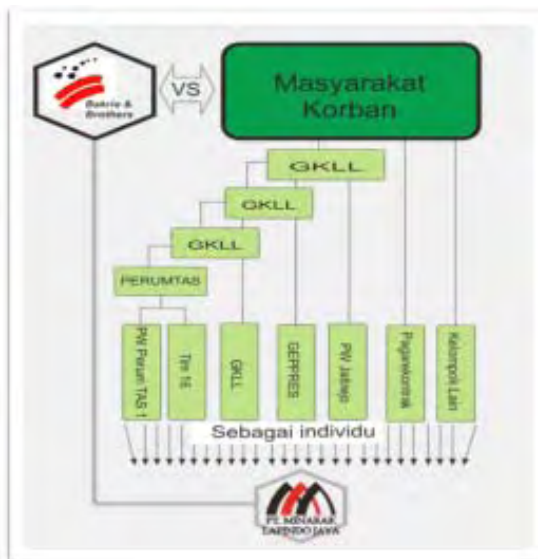 Bakrie &
Brothers
VS
Masyarakat
Korban
GKLL
GKLL
GKLL
PERUMTAS
PW Perum TAS 1
Tim 16
GKLL
GEPPRES
PW Jatirejo
Pagarekontrak
Kelompok Lain
Sebagai individu
PT. MINARAK
LAPINDO JAYA